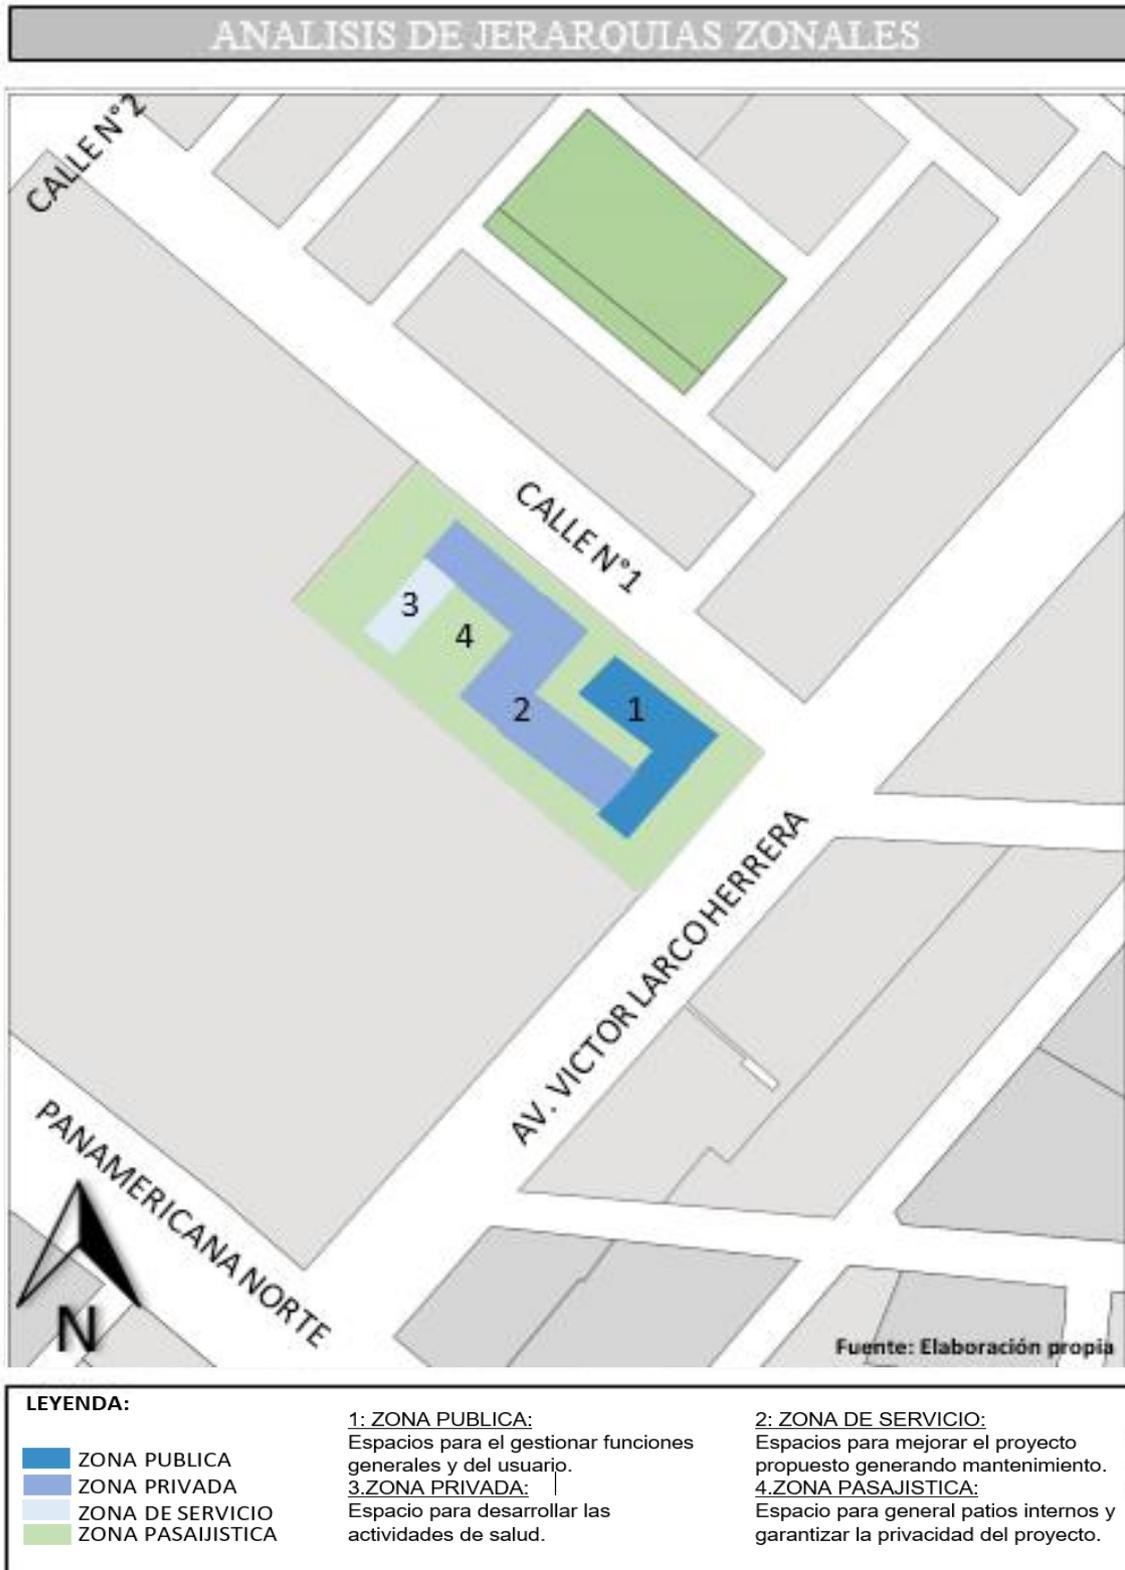 ANALISIS DE JERARQUIAS ZONALES
CALLE N°2
CALLE N°1
3
4
2
1
AV. VICTOR LARCO HERRERA
PANAMERICANA NORTE
N
Fuente: Elaboración propia
LEYENDA:
ZONA PUBLICA
ZONA PRIVADA
ZONA DE SERVICIO
ZONA PASAIJISTICA
1: ZONA PUBLICA:
Espacios para el gestionar funciones
generales y del usuario.
3.ZONA PRIVADA:
Espacio para desarrollar las
actividades de salud.
2: ZONA DE SERVICIO:
Espacios para mejorar el proyecto
propuesto generando mantenimiento.
4.ZONA PASAJISTICA:
Espacio para general patios internos y
garantizar la privacidad del proyecto.